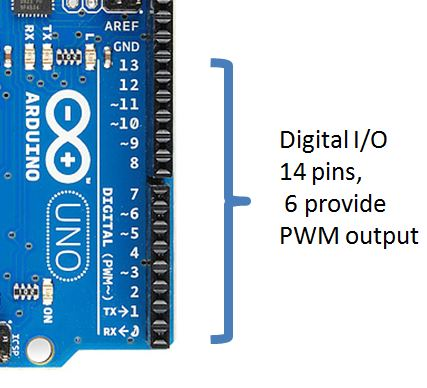 AREF
GND
13
12
~11
~10
~9
8
7
~6
~5
4
~3
2
TX→1
RX←0
RX
TX
L
ARDUINO
UNO
DIGITAL (PWM~)
ON
ICSP
Digital I/O
14 pins,
6 provide
PWM output